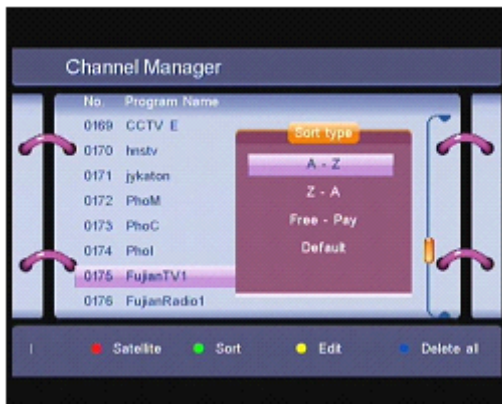 Channel Manager
No. Program Name
0169 CCTV E
0170 hnstv
0171 jykaton
0172 PhoM
0173 PhoC
0174 Phol
0175 FujianTV1
0176 FujianRadio1
Sort type
A - Z
Z - A
Free - Pay
Default
Satellite Sort Edit Delete all